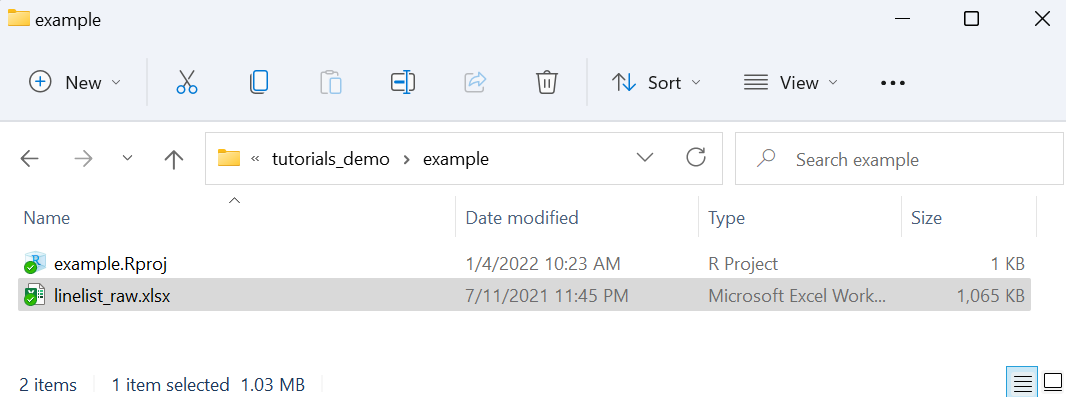 example
New Sort View •••
« tutorials_demo > example Search example
Name Date modified Type Size
example.Rproj 1/4/2022 10:23 AM R Project 1 KB
linelist_raw.xlsx 7/11/2021 11:45 PM Microsoft Excel Work... 1,065 KB
2 items 1 item selected 1.03 MB